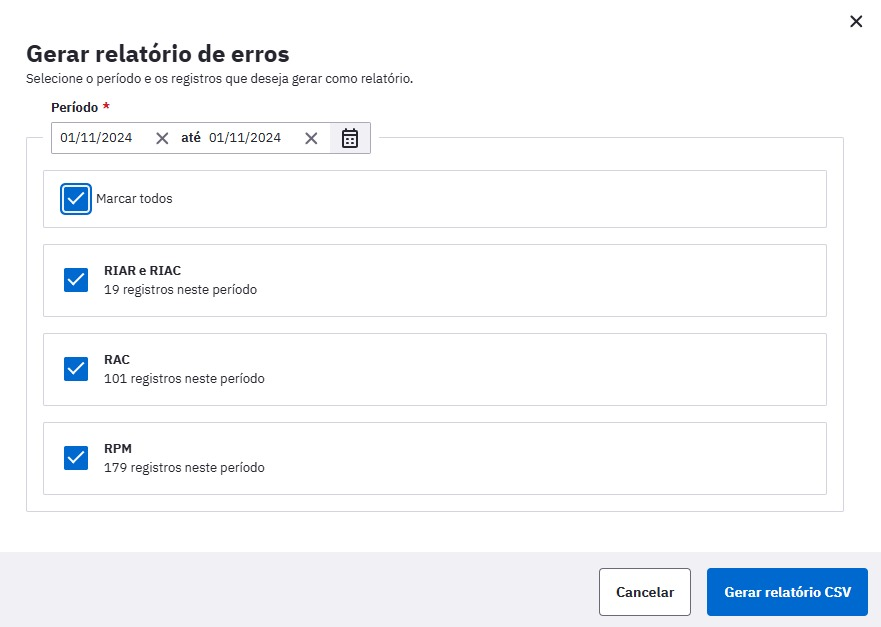 Gerar relatório de erros
Selecione o período e os registros que deseja gerar como relatório.
Período *
01/11/2024 até 01/11/2024
Marcar todos
RIAR e RIAC
19 registros neste período
RAC
101 registros neste período
RPM
179 registros neste período
Cancelar Gerar relatório CSV